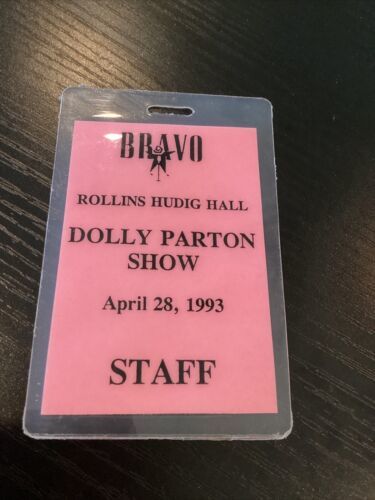 BRAVO
ROLLINS HUDIG HALL
DOLLY PARTON
SHOW
April 28, 1993
STAFF